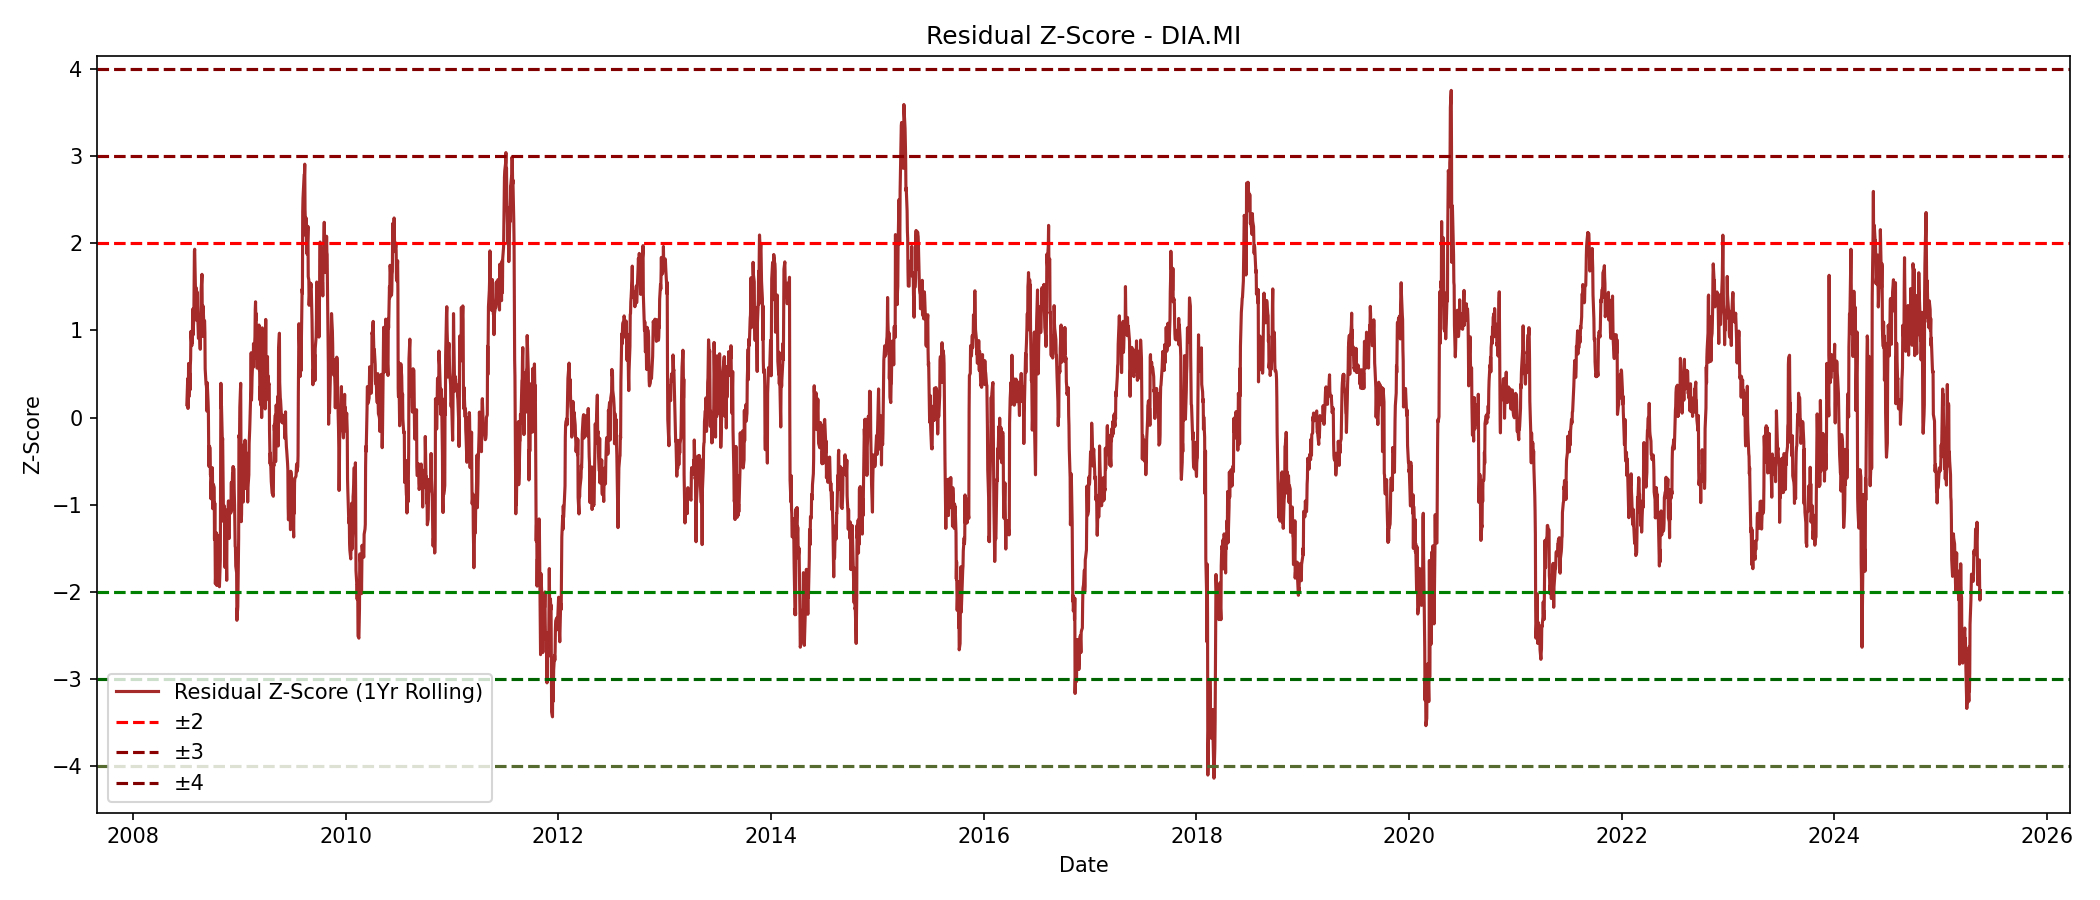 Residual Z-Score - DIA.MI
4
3
2
1
0
−1
−2
−3
−4
Z-Score
Residual Z-Score (1Yr Rolling)
±2
±3
±4
2008 2010 2012 2014 2016 2018 2020 2022 2024 2026
Date